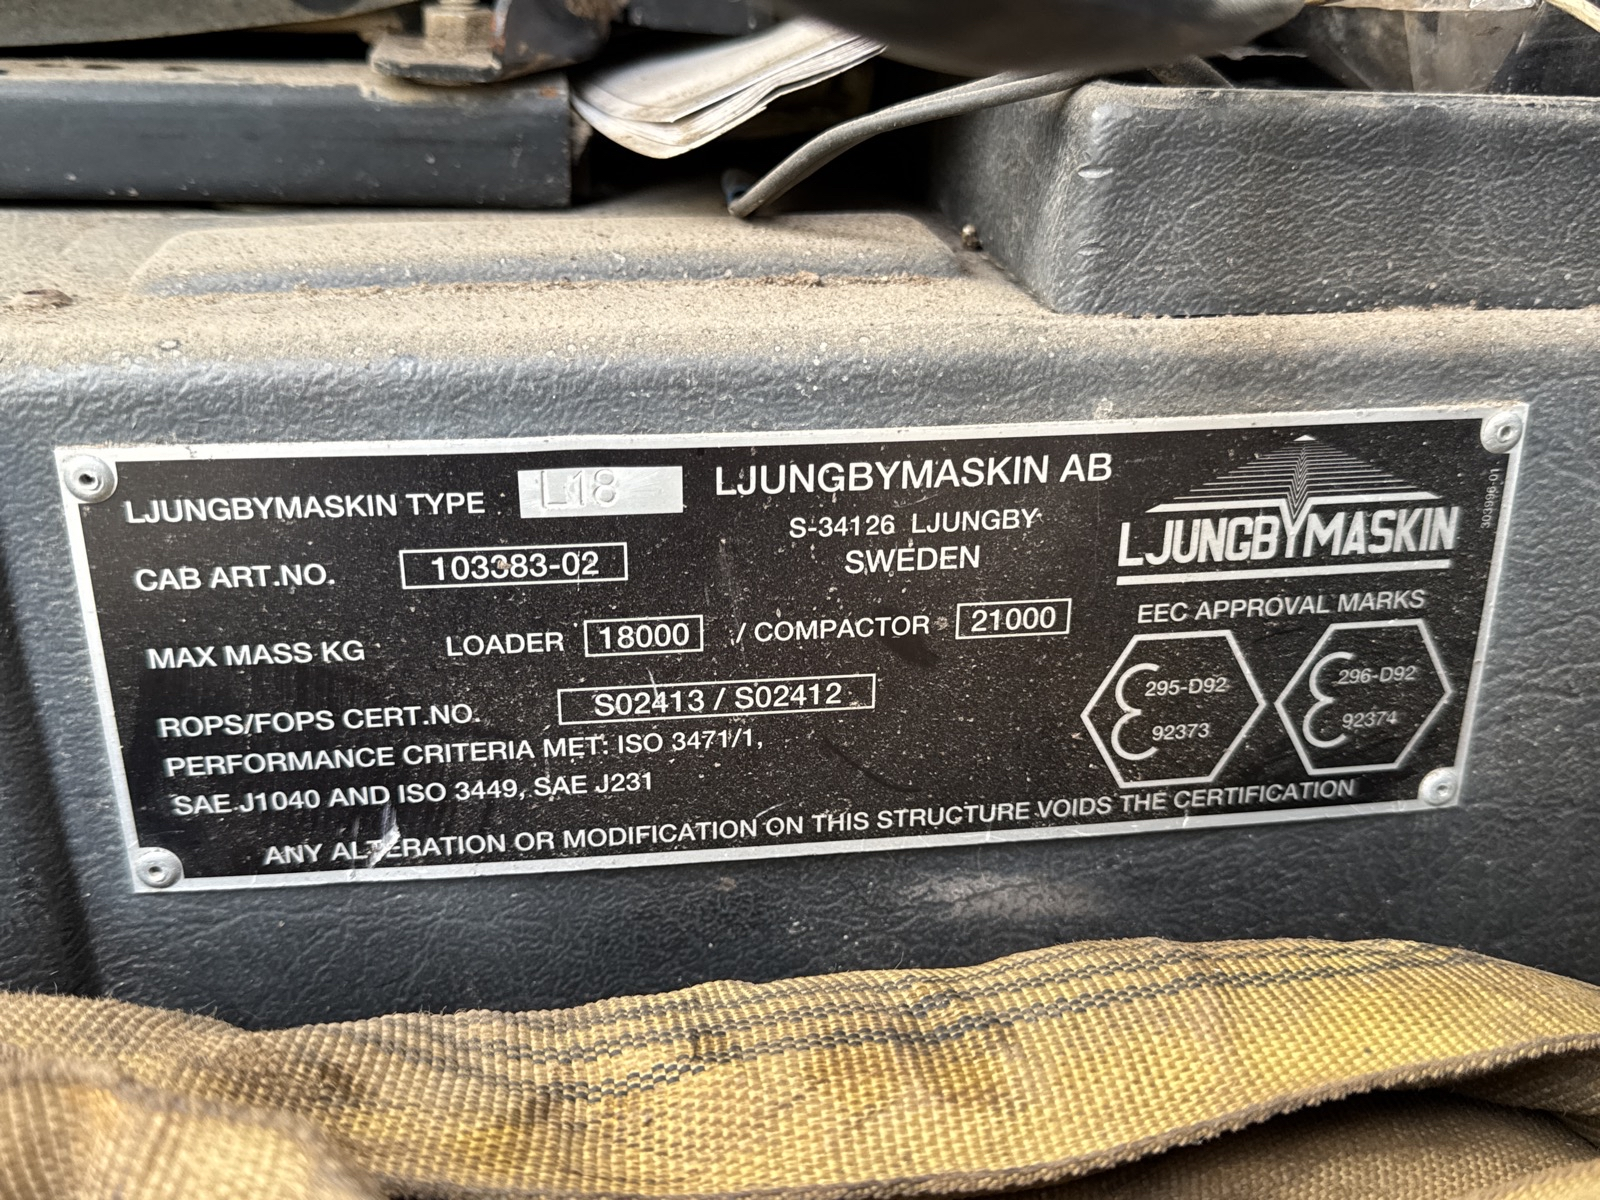 LJUNGBYMASKIN TYPE : L18
CAB ART.NO. 103383-02
MAX MASS KG LOADER 18000 / COMPACTOR 21000
ROPS/FOPS CERT.NO. S02413 / S02412
PERFORMANCE CRITERIA MET: ISO 3471/1,
SAE J1040 AND ISO 3449, SAE J231
ANY ALTERATION OR MODIFICATION ON THIS STRUCTURE VOIDS THE CERTIFICATION
LJUNGBYMASKIN AB
S-34126 LJUNGBY
SWEDEN
LJUNGBYMASKIN
EEC APPROVAL MARKS
295-D92
92373
296-D92
92374
303996-01